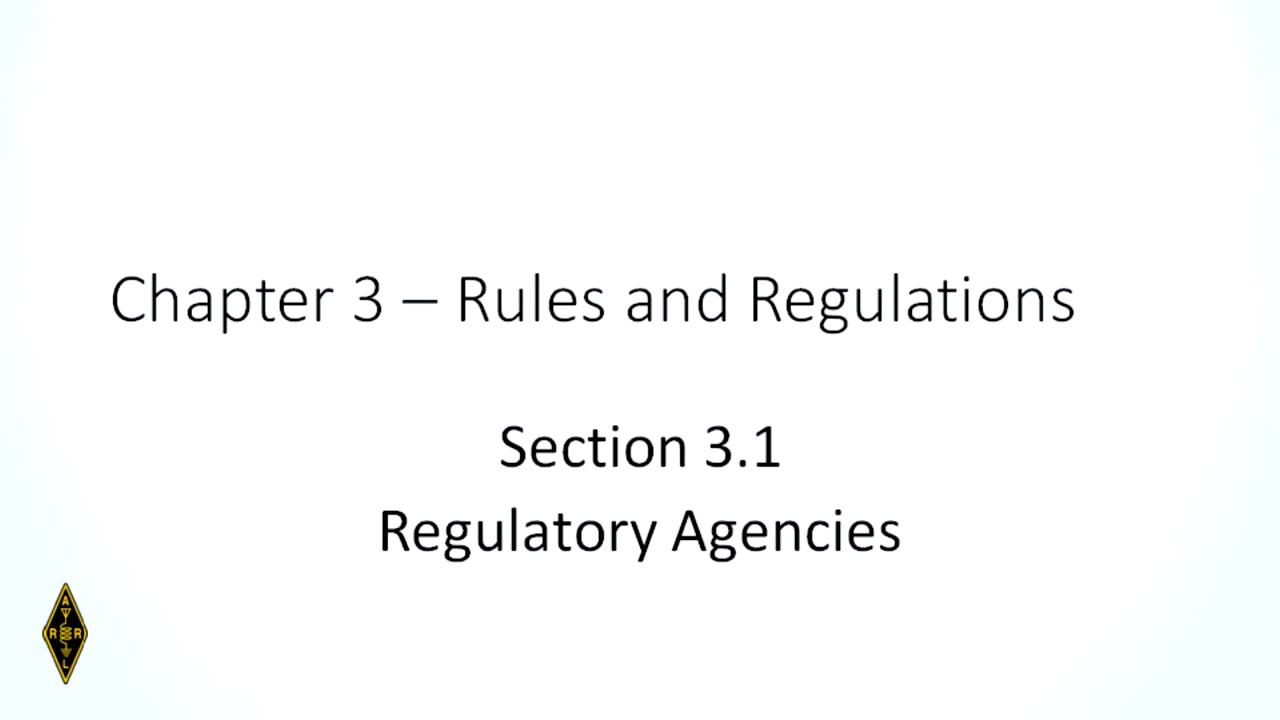 Chapter 3 – Rules and Regulations
Section 3.1
Regulatory Agencies
A
R R
L